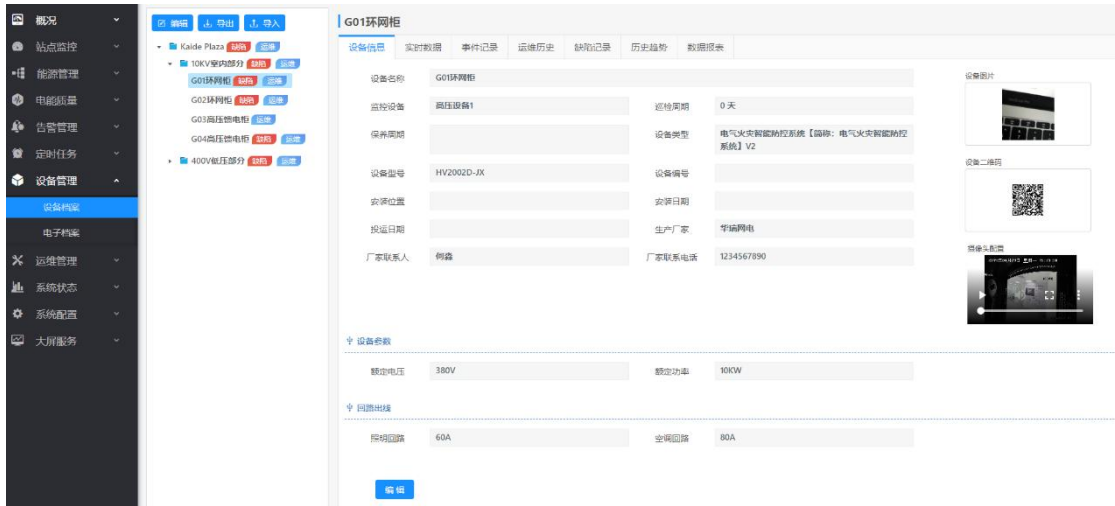 概况
站点监控
能源管理
电能质量
告警管理
定时任务
设备管理
设备档案
电子档案
运维管理
系统状态
系统配置
大屏服务
编辑 导出 导入
Kaide Plaza 缺陷 运维
10KV室内部分 缺陷 运维
G01环网柜 缺陷 运维
G02环网柜 缺陷 运维
G03高压馈电柜 运维
G04高压馈电柜 缺陷 运维
400V低压部分 缺陷 运维
G01环网柜
设备信息 实时数据 事件记录 运维历史 缺陷记录 历史趋势 数据报表
设备名称 G01环网柜
监控设备 高压设备1 巡检周期 0 天
保养周期 设备类型 电气火灾智能防控系统【简称：电气火灾智能防控
系统】V2
设备型号 HV2002D-JX 设备编号
安装位置 安装日期
投运日期 生产厂家 华瑞网电
厂家联系人 何淼 厂家联系电话 1234567890
设备图片
设备二维码
摄像头配置
设备参数
额定电压 380V 额定功率 10KW
回路出线
照明回路 60A 空调回路 80A
编辑